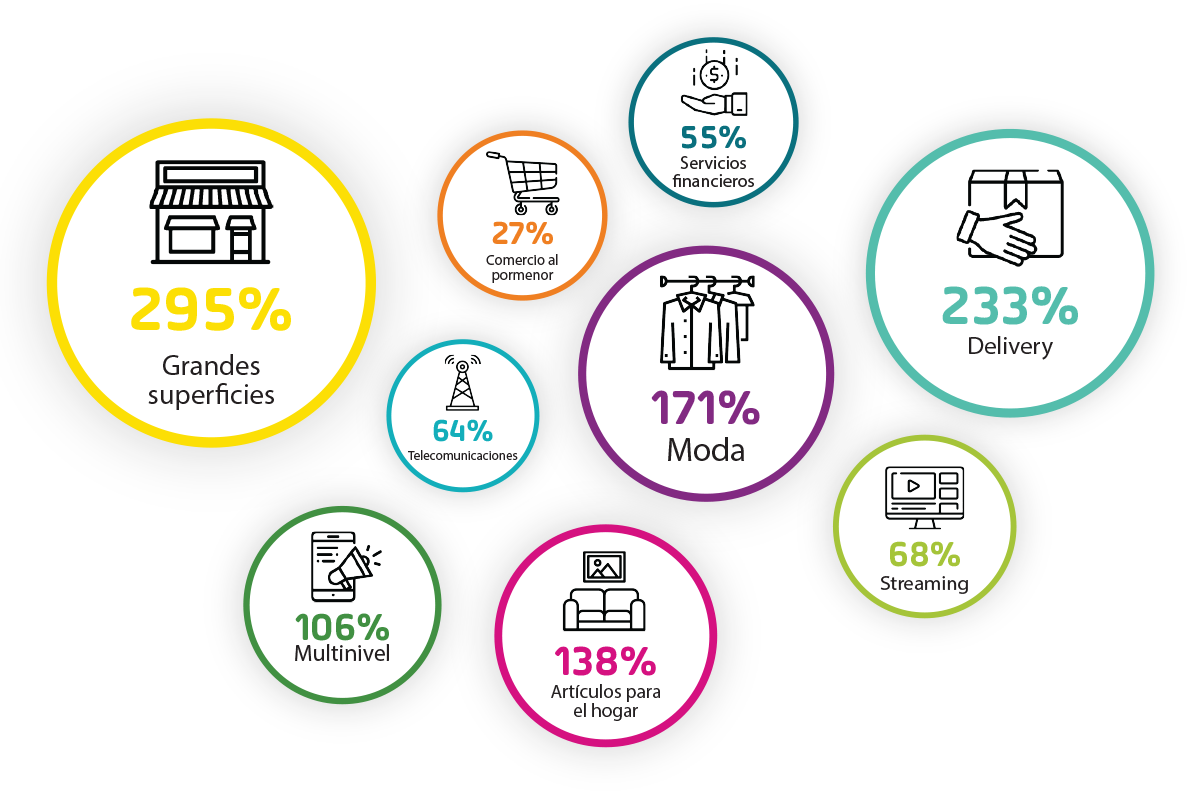 55%
Servicios
financieros
27%
Comercio al
pormenor
295%
Grandes
superficies
233%
Delivery
171%
Moda
64%
Telecomunicaciones
68%
Streaming
106%
Multinivel
138%
Artículos para
el hogar